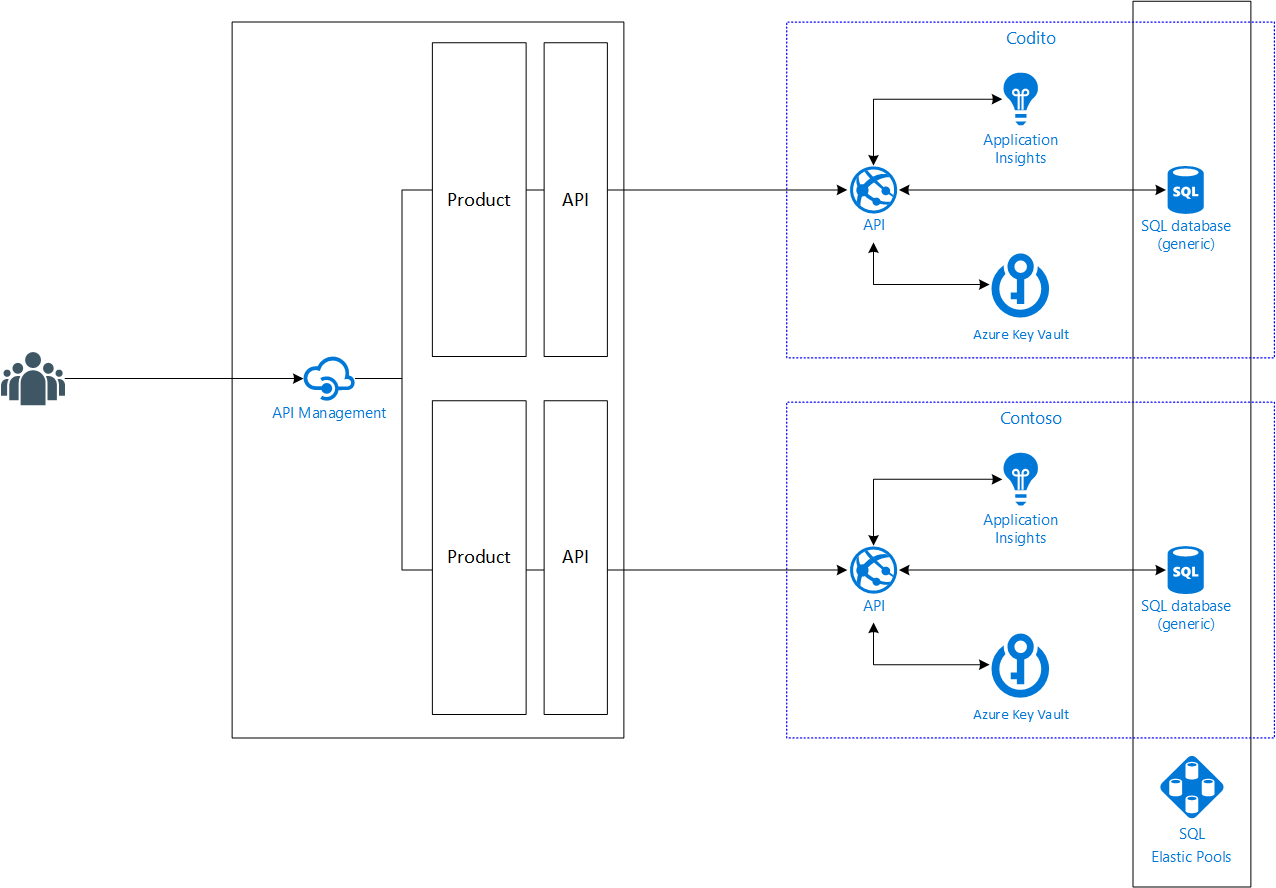 Codito
Application
Insights
Product
API
API
SQL
SQL database
(generic)
Azure Key Vault
API Management
Contoso
Application
Insights
Product
API
API
SQL
SQL database
(generic)
Azure Key Vault
SQL
Elastic Pools